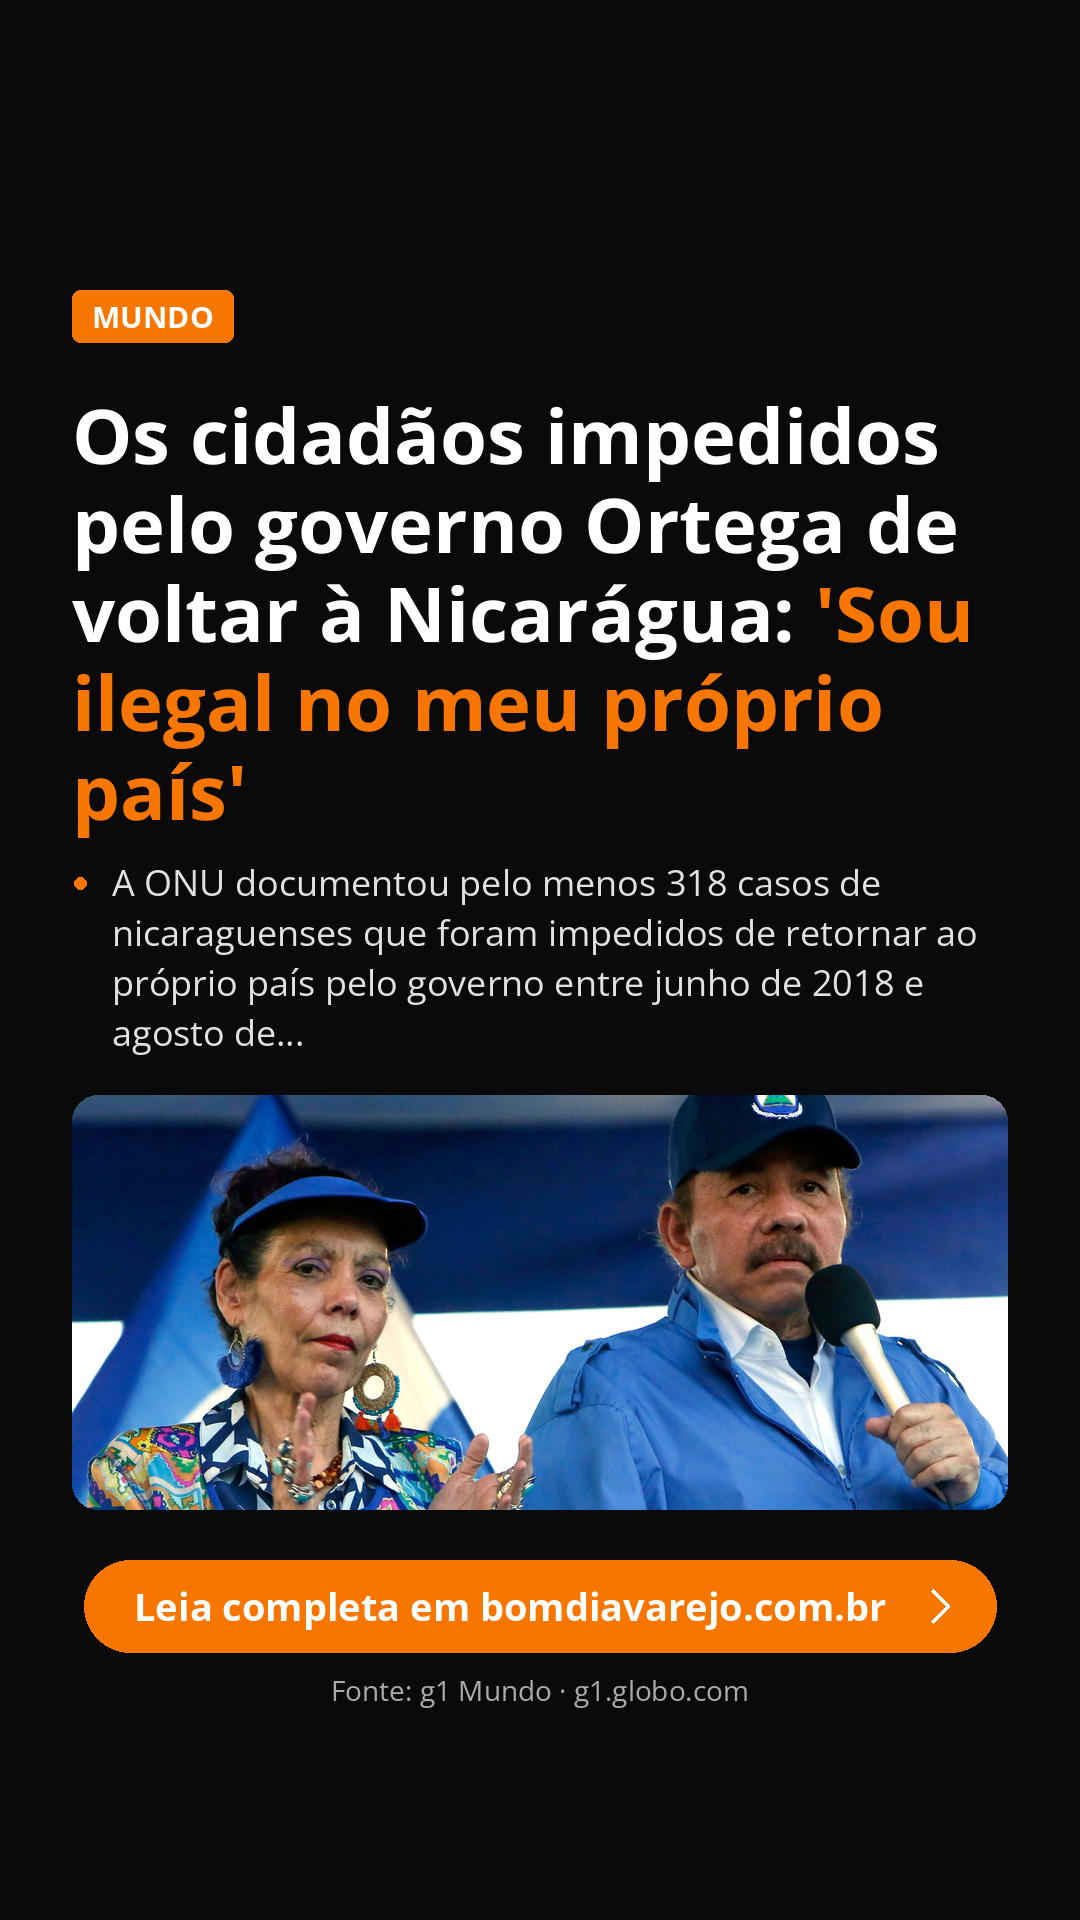 MUNDO
Os cidadãos impedidos
pelo governo Ortega de
voltar à Nicarágua: 'Sou
ilegal no meu próprio
país'
A ONU documentou pelo menos 318 casos de
nicaraguenses que foram impedidos de retornar ao
próprio país pelo governo entre junho de 2018 e
agosto de...
Leia completa em bomdiavarejo.com.br
Fonte: g1 Mundo · g1.globo.com